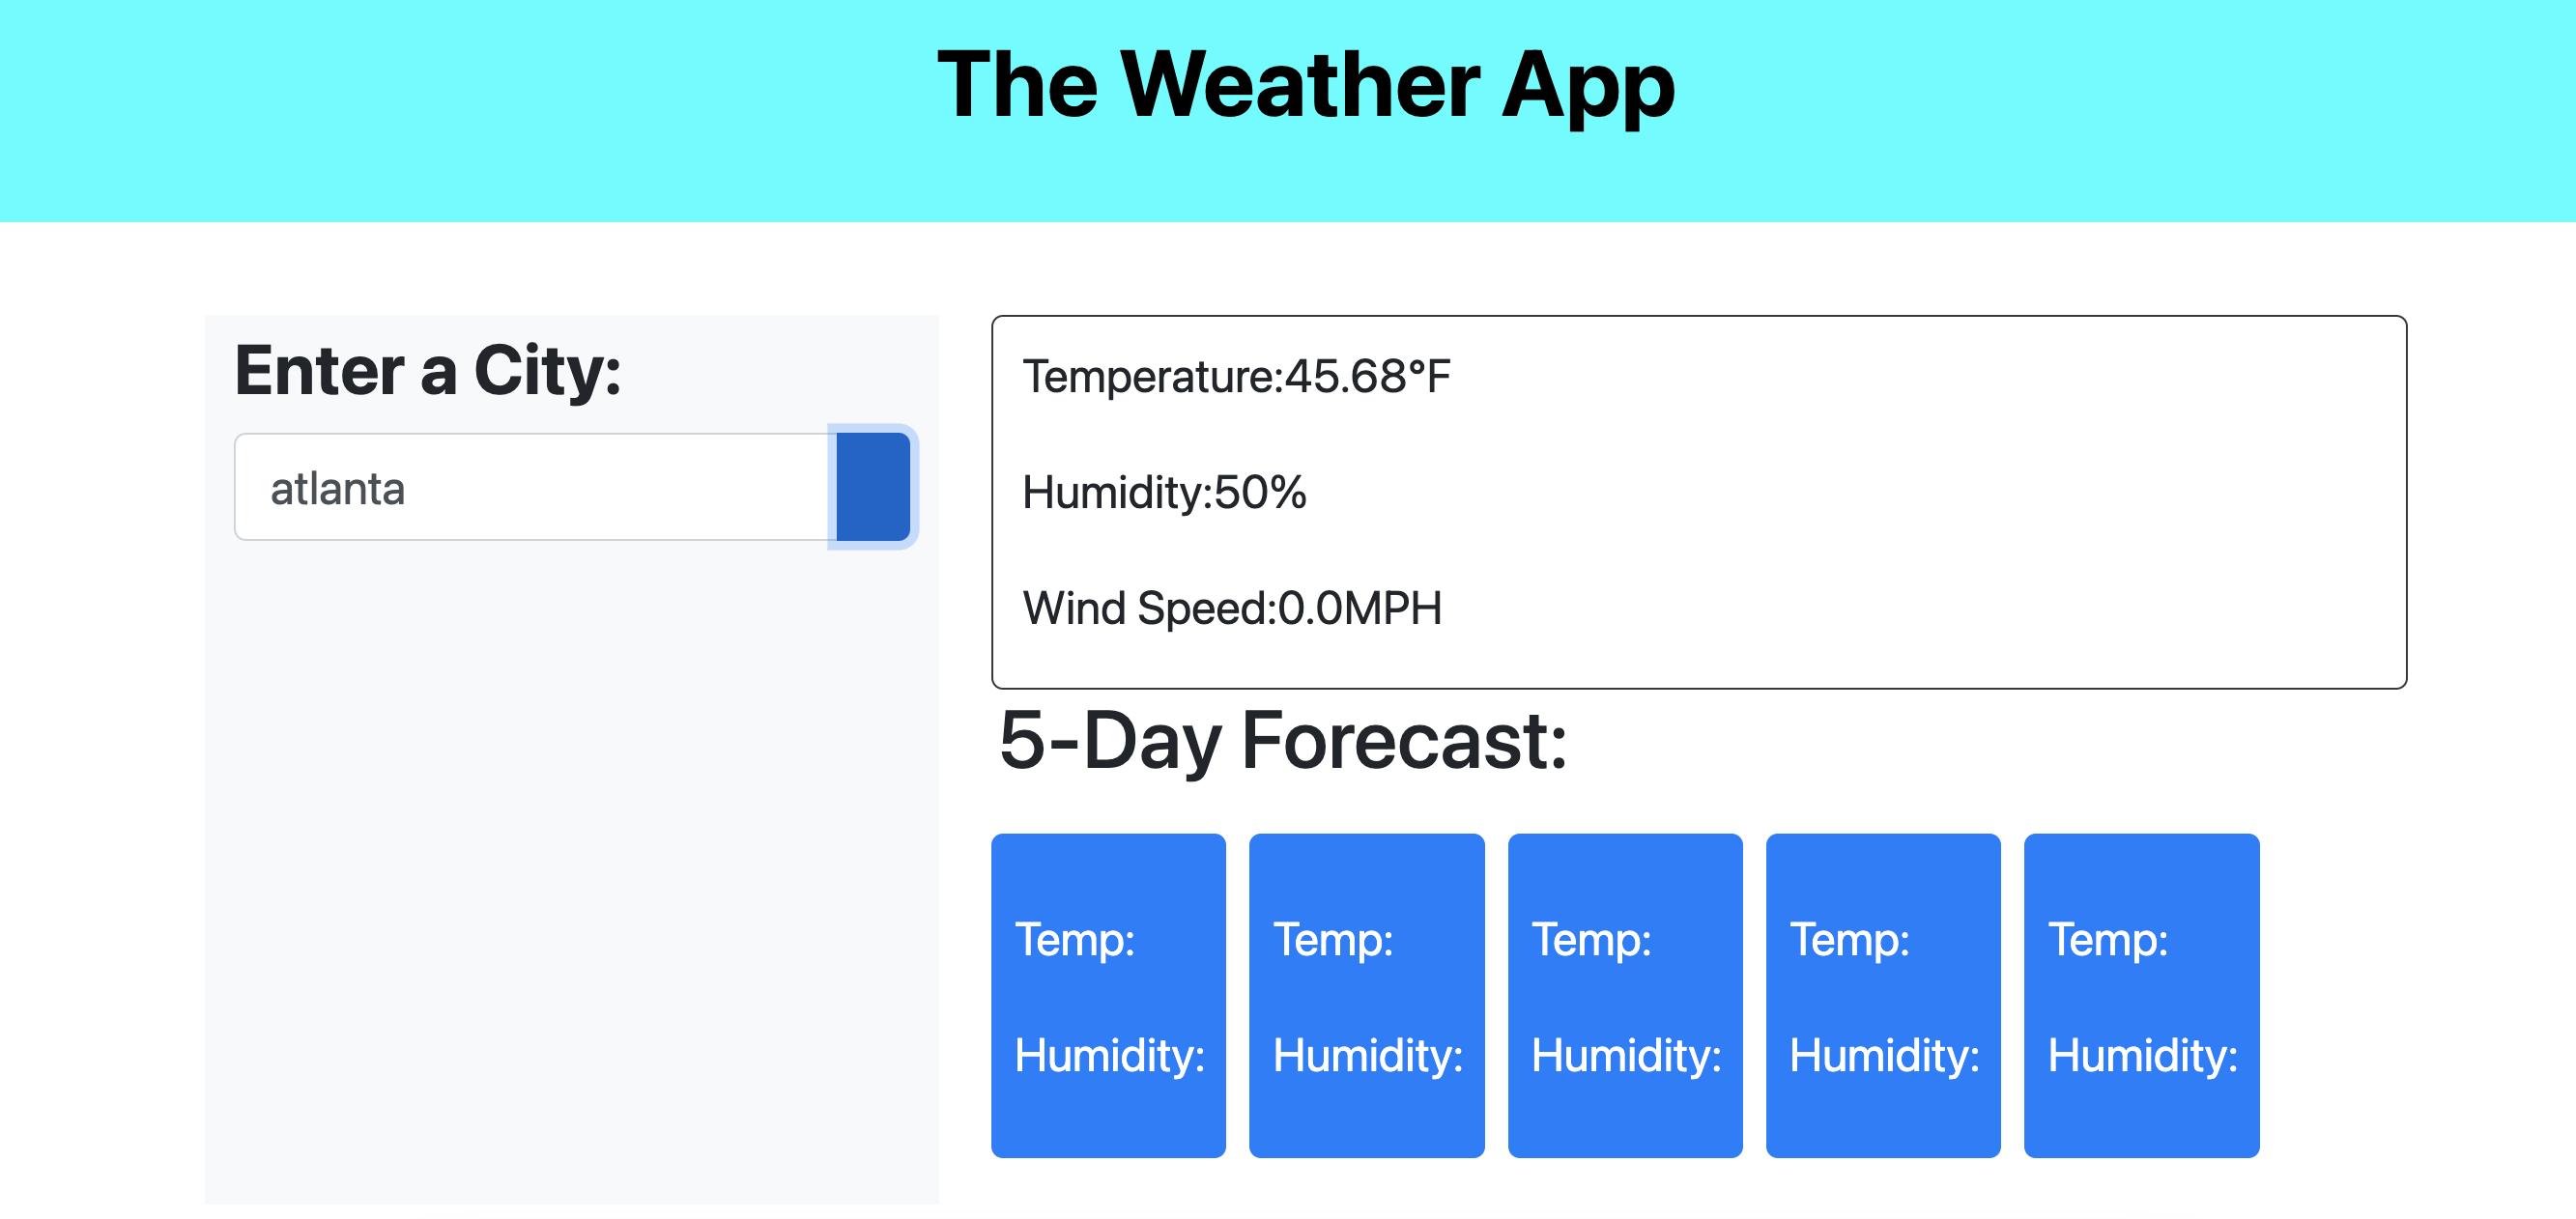 The Weather App
Enter a City:
atlanta
Temperature:45.68°F
Humidity:50%
Wind Speed:0.0MPH
5-Day Forecast:
Temp:
Humidity:
Temp:
Humidity:
Temp:
Humidity:
Temp:
Humidity:
Temp:
Humidity: